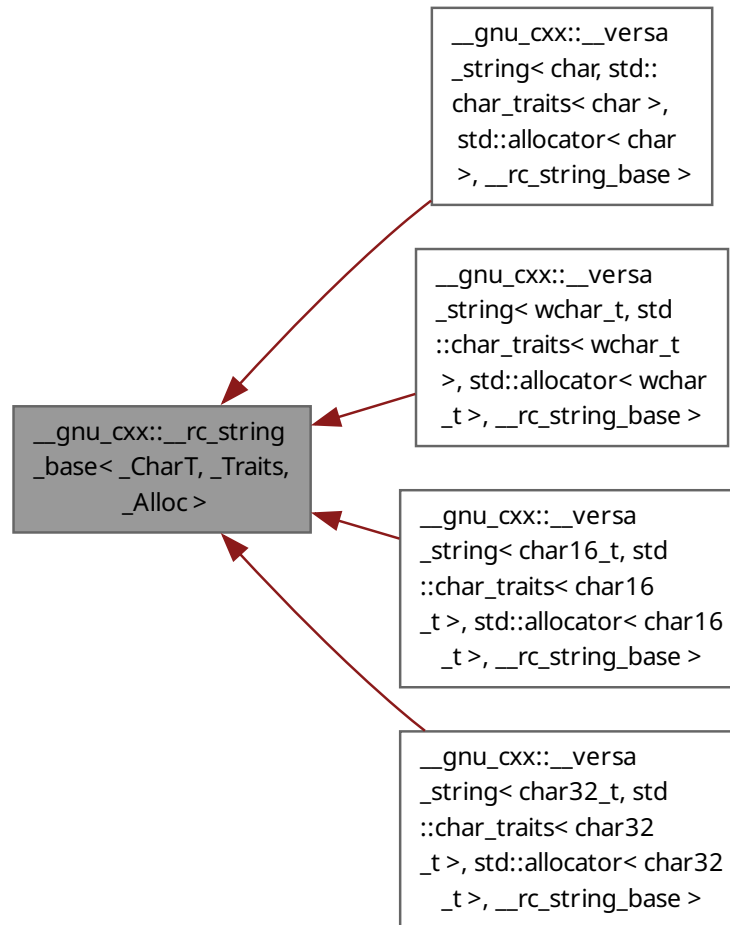 __gnu_cxx::__versa
_string< char, std::
char_traits< char >,
std::allocator< char
>, __rc_string_base >
__gnu_cxx::__versa
_string< wchar_t, std
::char_traits< wchar_t
>, std::allocator< wchar
_t >, __rc_string_base >
__gnu_cxx::__rc_string
_base< _CharT, _Traits,
_Alloc >
__gnu_cxx::__versa
_string< char16_t, std
::char_traits< char16
_t >, std::allocator< char16
_t >, __rc_string_base >
__gnu_cxx::__versa
_string< char32_t, std
::char_traits< char32
_t >, std::allocator< char32
_t >, __rc_string_base >